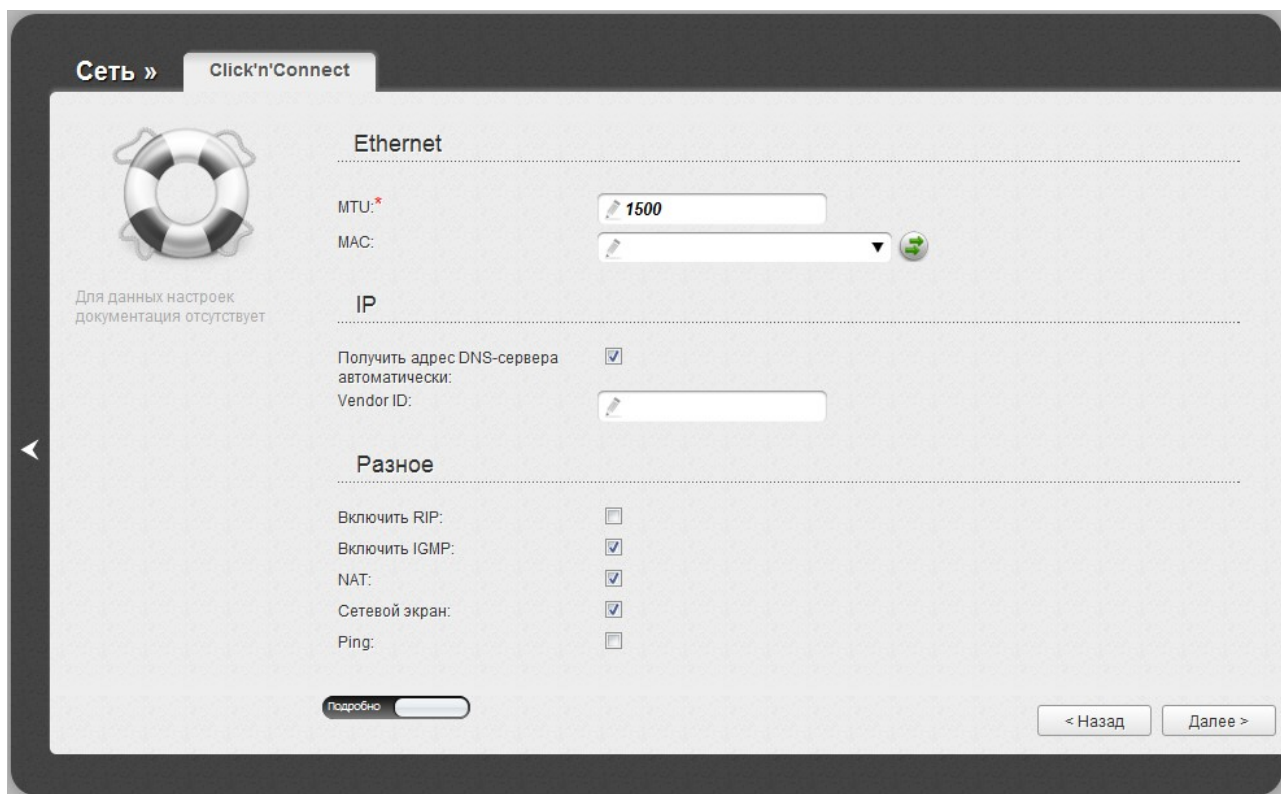 Сеть »
Click'n'Connect
Для данных настроек
документация отсутствует
Ethernet
MTU:*
1500
MAC:
IP
Получить адрес DNS-сервера
автоматически:
Vendor ID:
Разное
Включить RIP:
Включить IGMP:
NAT:
Сетевой экран:
Ping:
Подробно
< Назад
Далее >